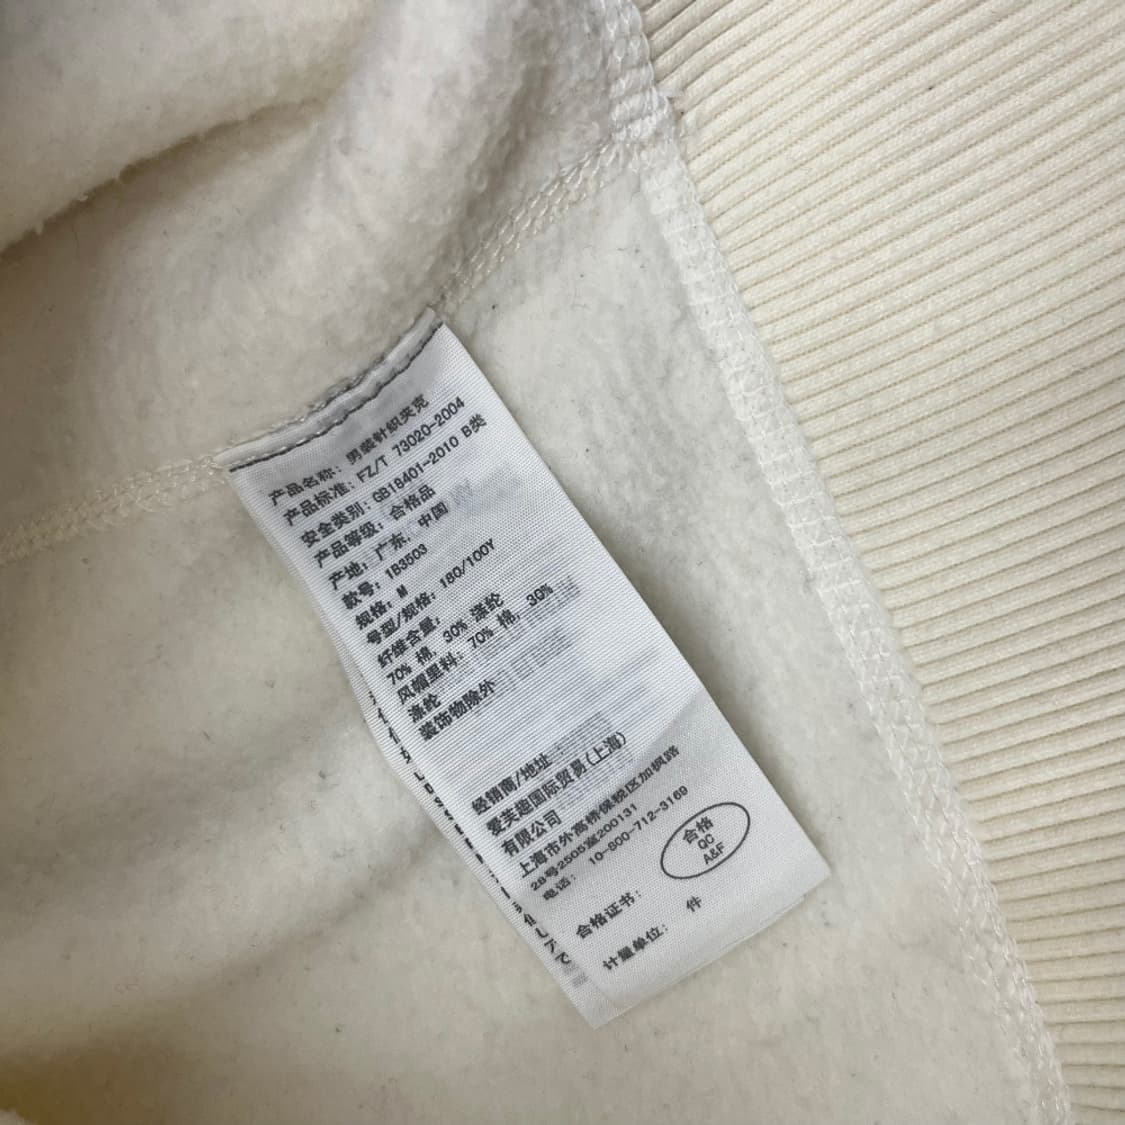 产品名称: 男装针织夹克
产品标准: FZ/T 73020-2004
安全类别: GB18401-2010 B类
产品等级: 合格品
产地: 广东, 中国
款号: 1B3503
规格: M
号型/规格: 180/100Y
纤维含量:
70% 棉, 30% 涤纶
风帽里料: 70% 棉, 30%
涤纶
装饰物除外
经销商/地址
爱芙趣国际贸易(上海)
有限公司
上海市外高桥保税区加枫路
28号2505室200131
电话: 10-800-712-3169
合格证书:
合格
QC
A&F
计量单位: 件